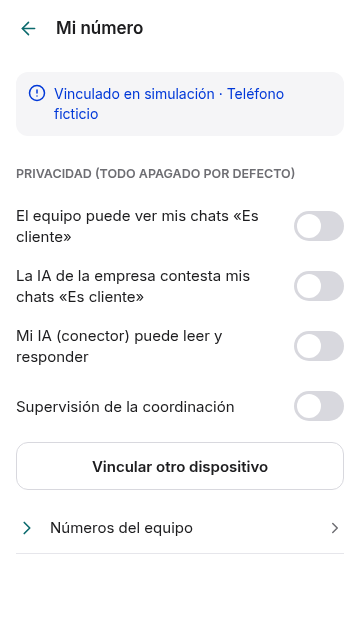 Mi número
Vinculado en simulación · Teléfono
ficticio
PRIVACIDAD (TODO APAGADO POR DEFECTO)
El equipo puede ver mis chats «Es
cliente»
La IA de la empresa contesta mis
chats «Es cliente»
Mi IA (conector) puede leer y
responder
Supervisión de la coordinación
Vincular otro dispositivo
Números del equipo